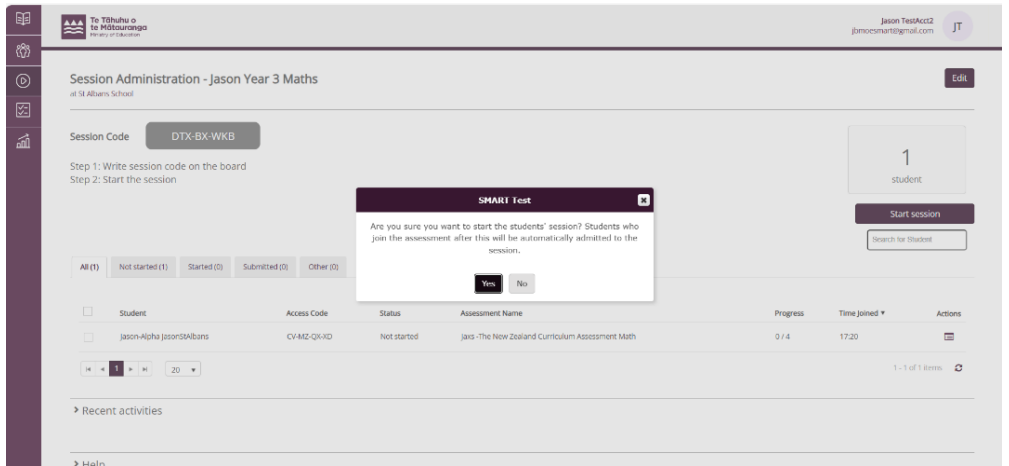 Te Tāhuhu o
te Mātauranga
Ministry of Education
Jason TestAcct2
jbmoesmart@gmail.com
JT
Session Administration - Jason Year 3 Maths
Edit
at St Albans School
Session Code
DTX-BX-WKB
Step 1: Write session code on the board
Step 2: Start the session
1
student
Start session
Search for Student
SMART Test
Are you sure you want to start the students' session? Students who
join the assessment after this will be automatically admitted to the
session.
Yes
No
All (1)
Not started (1)
Started (0)
Submitted (0)
Other (0)
Student
Access Code
Status
Assessment Name
Progress
Time Joined
Actions
Jason-Alpha JasonStAlbans
CV-MZ-QX-XD
Not started
Jaxs -The New Zealand Curriculum Assessment Math
0 / 4
17:20
1
20
1 - 1 of 1 items
Recent activities
Help